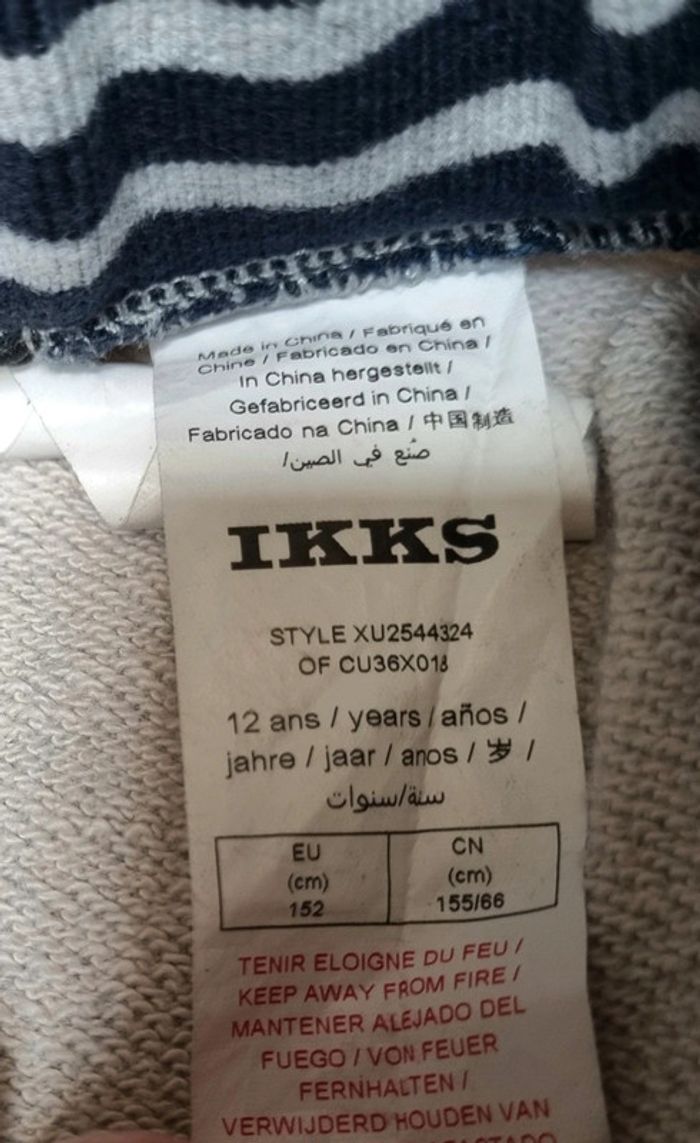 Made in China / Fabriqué en
Chine / Fabricado en China /
In China hergestellt /
Gefabriceerd in China /
Fabricado na China / 中国制造
صُنع في الصين/
IKKS
STYLE XU2544324
OF CU36X018
12 ans / years / años /
jahre / jaar / anos / 岁 /
سنة/سنوات
EU
(cm)
152
CN
(cm)
155/66
TENIR ELOIGNE DU FEU /
KEEP AWAY FROM FIRE /
MANTENER ALEJADO DEL
FUEGO / VON FEUER
FERNHALTEN /
VERWIJDERD HOUDEN VAN